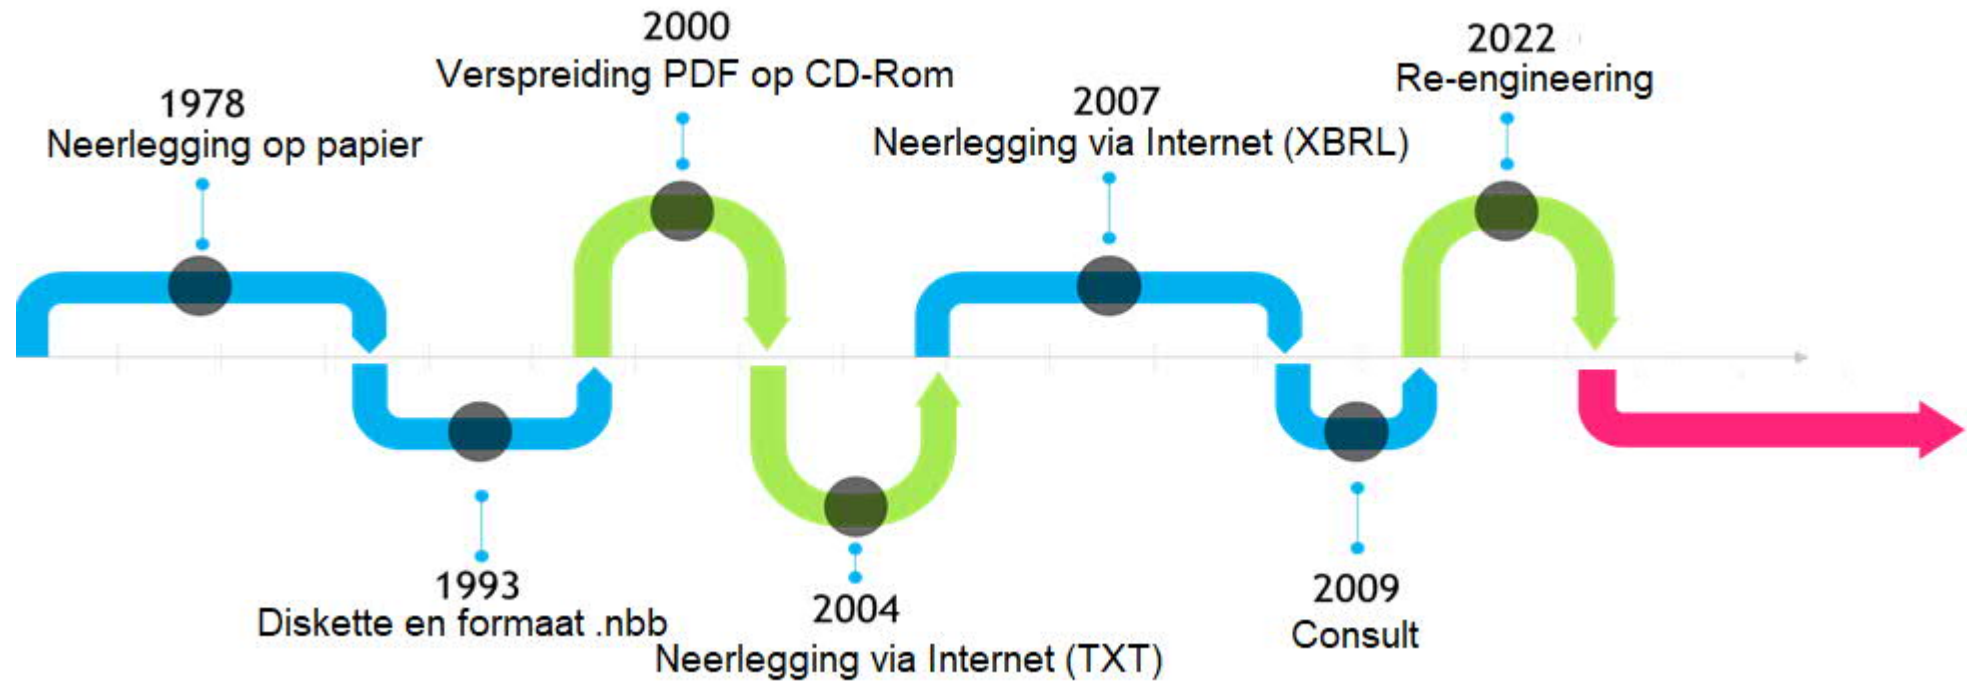 1978
Neerlegging op papier
1993
Diskette en formaat .nbb
2000
Verspreiding PDF op CD-Rom
2004
Neerlegging via Internet (TXT)
2007
Neerlegging via Internet (XBRL)
2009
Consult
2022
Re-engineering